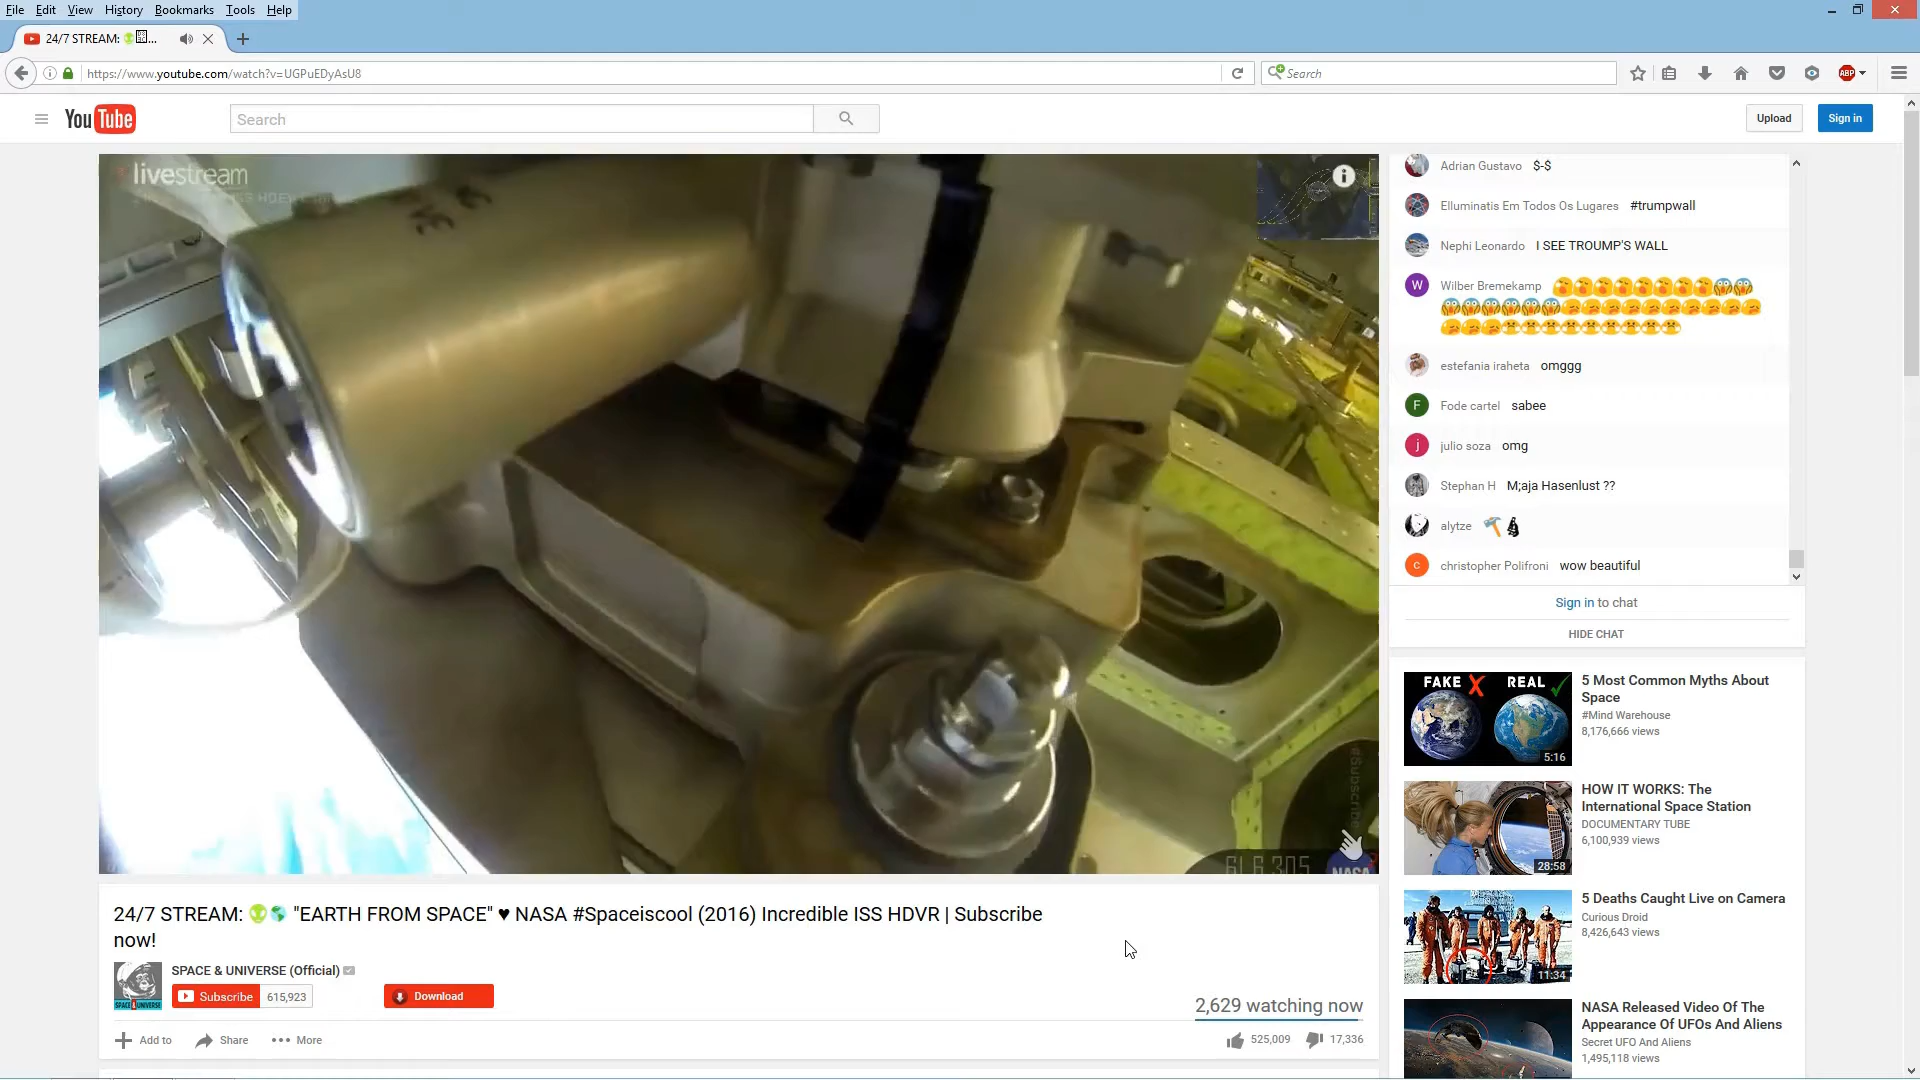 File Edit View History Bookmarks Tools Help
24/7 STREAM: 👽...
https://www.youtube.com/watch?v=UGPuEDyAsU8
Search
ABP
YouTube
Search
Upload
Sign in
livestream
NASA
#Subscribe
24/7 STREAM: 👽🌎 "EARTH FROM SPACE" ♥ NASA #Spaceiscool (2016) Incredible ISS HDVR | Subscribe
now!
SPACE & UNIVERSE (Official)
SPACE & UNIVERSE
Subscribe 615,923
Download
2,629 watching now
Add to Share More
525,009 17,336
Adrian Gustavo $-$
Elluminatis Em Todos Os Lugares #trumpwall
Nephi Leonardo I SEE TROUMP'S WALL
W Wilber Bremekamp
estefania iraheta omggg
F Fode cartel sabee
j julio soza omg
Stephan H M;aja Hasenlust ??
alytze
c christopher Polifroni wow beautiful
Sign in to chat
HIDE CHAT
FAKE REAL
5:16
5 Most Common Myths About
Space
#Mind Warehouse
8,176,666 views
28:58
HOW IT WORKS: The
International Space Station
DOCUMENTARY TUBE
6,100,939 views
11:34
5 Deaths Caught Live on Camera
Curious Droid
8,426,643 views
NASA Released Video Of The
Appearance Of UFOs And Aliens
Secret UFO And Aliens
1,495,118 views